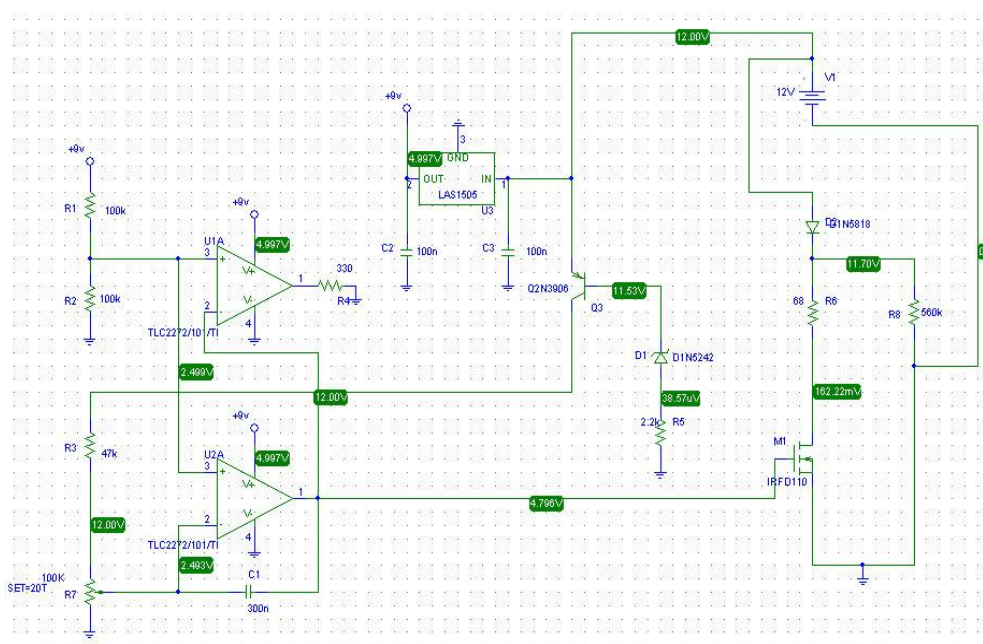 12.00V
V1
12V
+9v
3
4.997V
GND
2
OUT
IN
1
LAS1505
U3
+9v
R1
100k
+9v
4.997V
U1A
3
+
V+
1
330
R4
C2
100n
C3
100n
D1N5818
11.70V
R2
100k
2
-
V-
4
TLC2272/101/TI
Q2N3906
Q3
11.53V
68
R6
R8
560k
D1
D1N5242
2.499V
12.00V
38.57uV
162.22mV
+9v
2.2k
R5
R3
47k
4.997V
U2A
3
+
V+
1
M1
IRFD110
4.796V
12.00V
2
-
V-
4
TLC2272/101/TI
2.493V
100K
SET=20T
R7
C1
300n